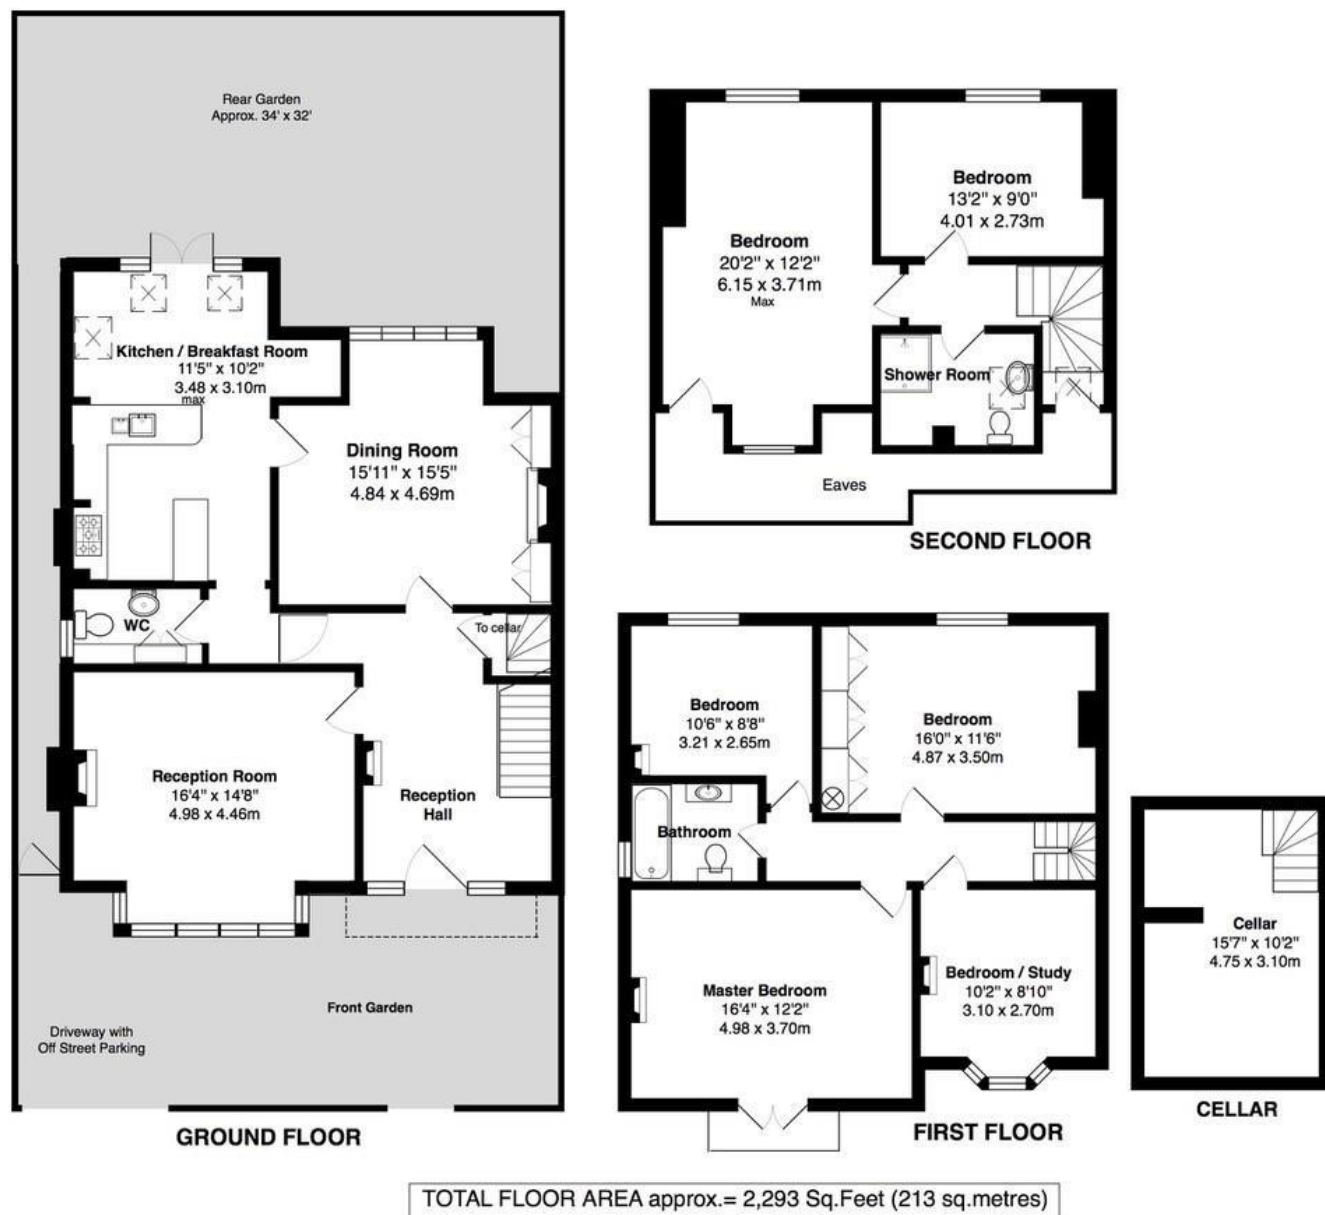 Rear Garden
Approx. 34' x 32'
Kitchen / Breakfast Room
11'5" x 10'2"
3.48 x 3.10m
max
Dining Room
15'11" x 15'5"
4.84 x 4.69m
WC
To cellar
Reception Room
16'4" x 14'8"
4.98 x 4.46m
Reception
Hall
Front Garden
Driveway with
Off Street Parking
GROUND FLOOR
Bedroom
20'2" x 12'2"
6.15 x 3.71m
Max
Bedroom
13'2" x 9'0"
4.01 x 2.73m
Shower Room
Eaves
SECOND FLOOR
Bedroom
10'6" x 8'8"
3.21 x 2.65m
Bedroom
16'0" x 11'6"
4.87 x 3.50m
Bathroom
Master Bedroom
16'4" x 12'2"
4.98 x 3.70m
Bedroom / Study
10'2" x 8'10"
3.10 x 2.70m
FIRST FLOOR
Cellar
15'7" x 10'2"
4.75 x 3.10m
CELLAR
TOTAL FLOOR AREA approx.= 2,293 Sq.Feet (213 sq.metres)